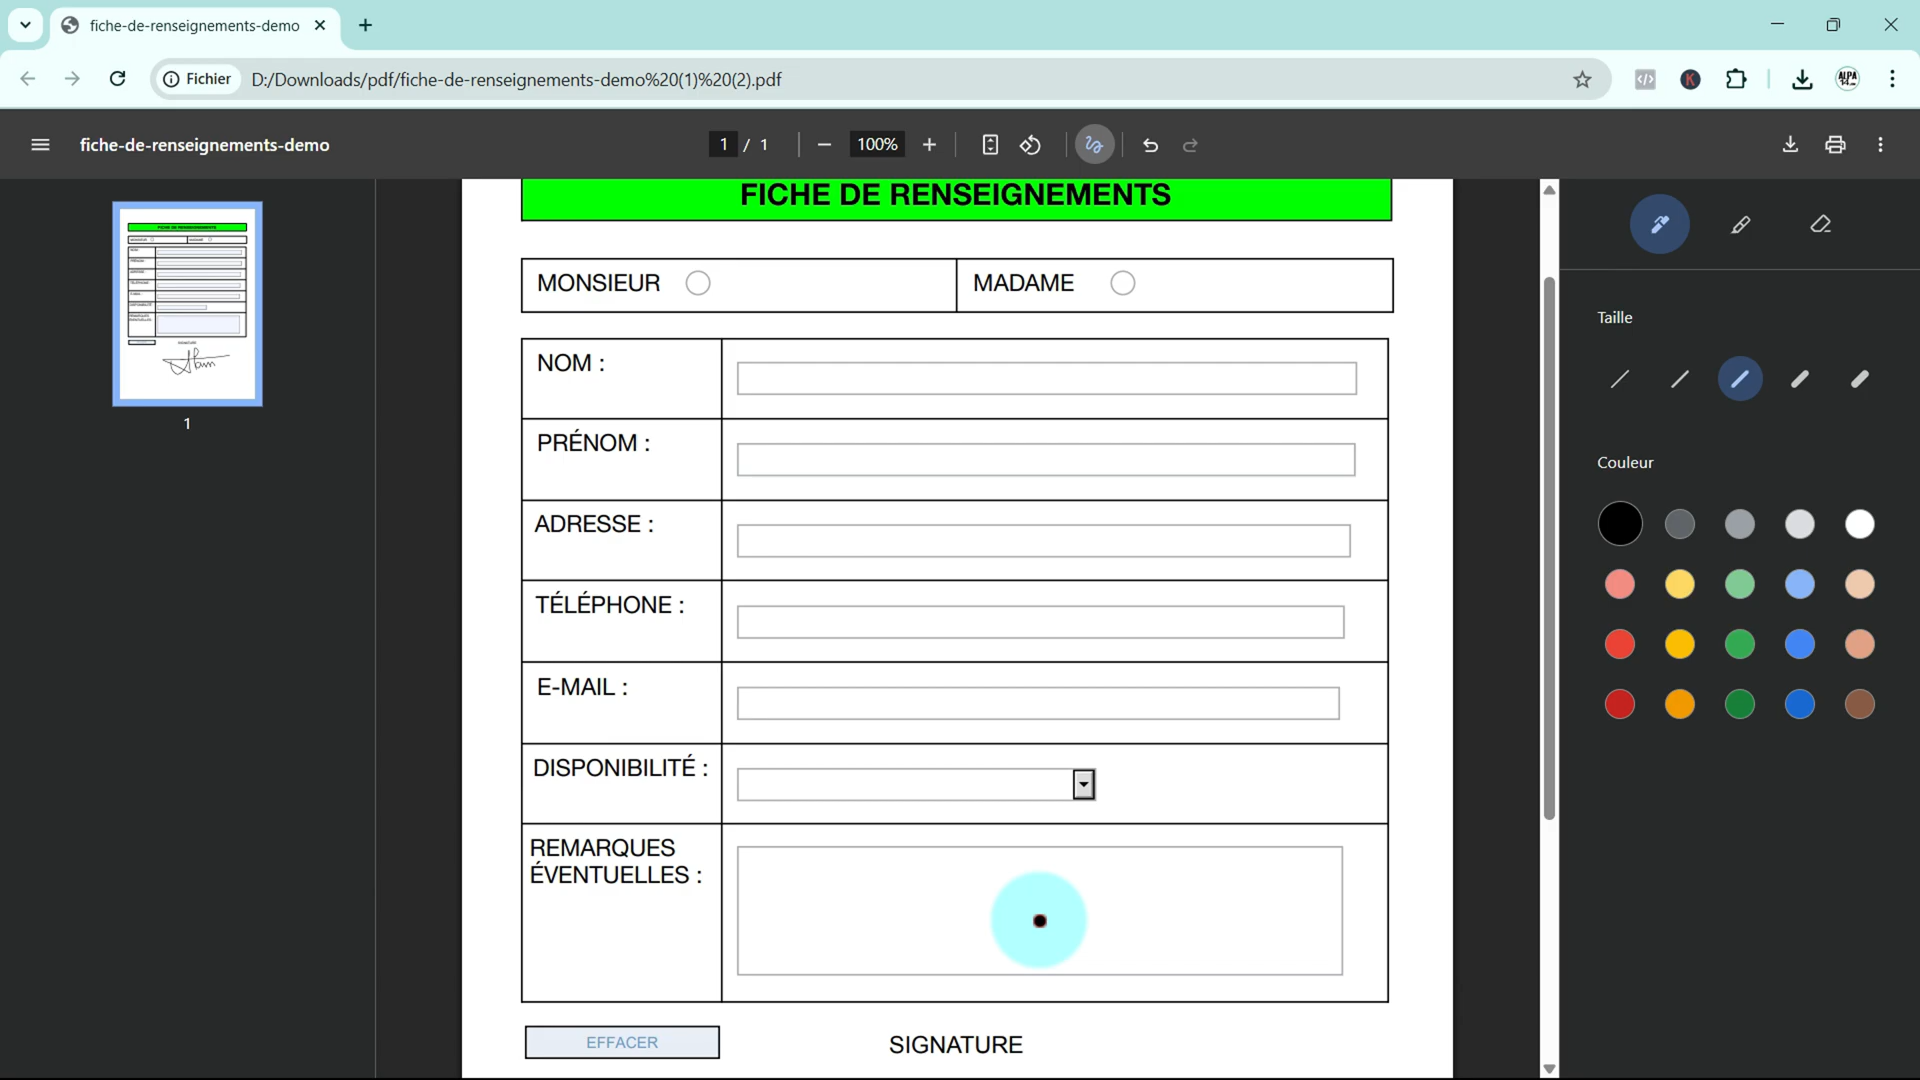 fiche-de-renseignements-demo
Fichier
D:/Downloads/pdf/fiche-de-renseignements-demo%20(1)%20(2).pdf
K
fiche-de-renseignements-demo
1 / 1
100%
FICHE DE RENSEIGNEMENTS
MONSIEUR
MADAME
NOM :
PRÉNOM :
ADRESSE :
TÉLÉPHONE :
E-MAIL :
DISPONIBILITÉ :
REMARQUES
ÉVENTUELLES :
EFFACER
SIGNATURE
1
Taille
Couleur